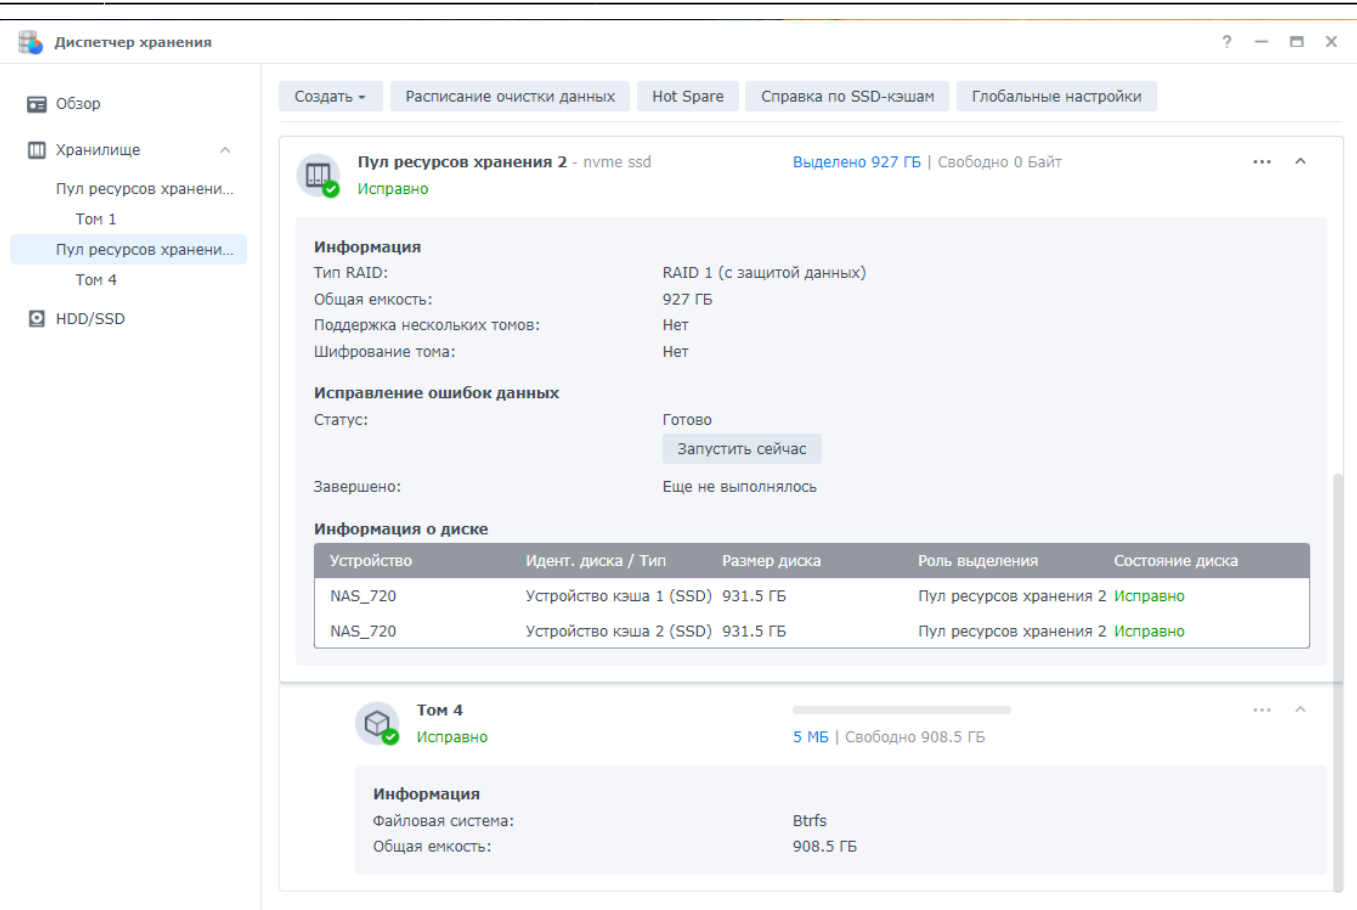 Диспетчер хранения
?
Обзор
Хранилище
Пул ресурсов хранени...
Том 1
Пул ресурсов хранени...
Том 4
HDD/SSD
Создать Расписание очистки данных Hot Spare Справка по SSD-кэшам Глобальные настройки
Пул ресурсов хранения 2 - nvme ssd Выделено 927 ГБ | Свободно 0 Байт
Исправно
Информация
Тип RAID: RAID 1 (с защитой данных)
Общая емкость: 927 ГБ
Поддержка нескольких томов: Нет
Шифрование тома: Нет
Исправление ошибок данных
Статус: Готово
Запустить сейчас
Завершено: Еще не выполнялось
Информация о диске
Устройство Идент. диска / Тип Размер диска Роль выделения Состояние диска
NAS_720 Устройство кэша 1 (SSD) 931.5 ГБ Пул ресурсов хранения 2 Исправно
NAS_720 Устройство кэша 2 (SSD) 931.5 ГБ Пул ресурсов хранения 2 Исправно
Том 4
Исправно 5 МБ | Свободно 908.5 ГБ
Информация
Файловая система: Btrfs
Общая емкость: 908.5 ГБ